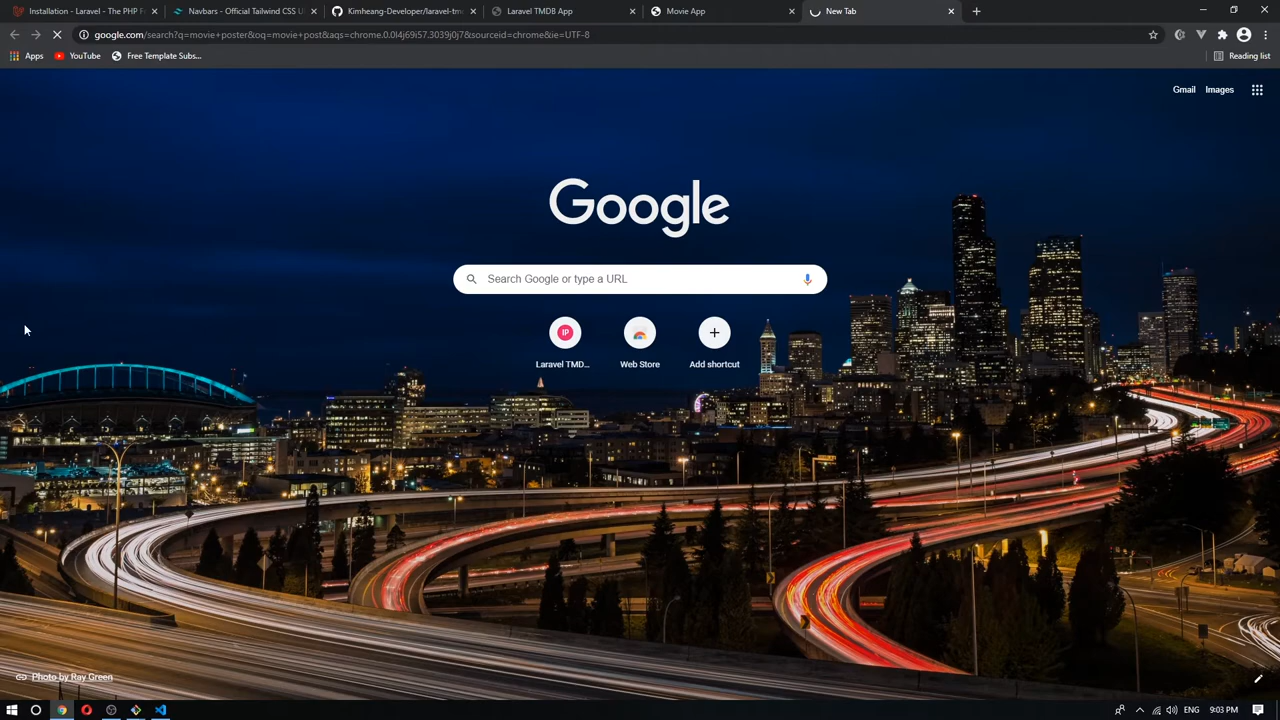 Installation - Laravel - The PHP F
Navbars - Official Tailwind CSS U
Kimheang-Developer/laravel-tm
Laravel TMDB App
Movie App
New Tab
google.com/search?q=movie+poster&oq=movie+post&aqs=chrome.0.0l4j69i57.3039j0j7&sourceid=chrome&ie=UTF-8
Apps
YouTube
Free Template Subs...
Reading list
Gmail
Images
Google
Search Google or type a URL
IP
Laravel TMD...
Web Store
Add shortcut
Photo by Ray Green
ENG
9:03 PM